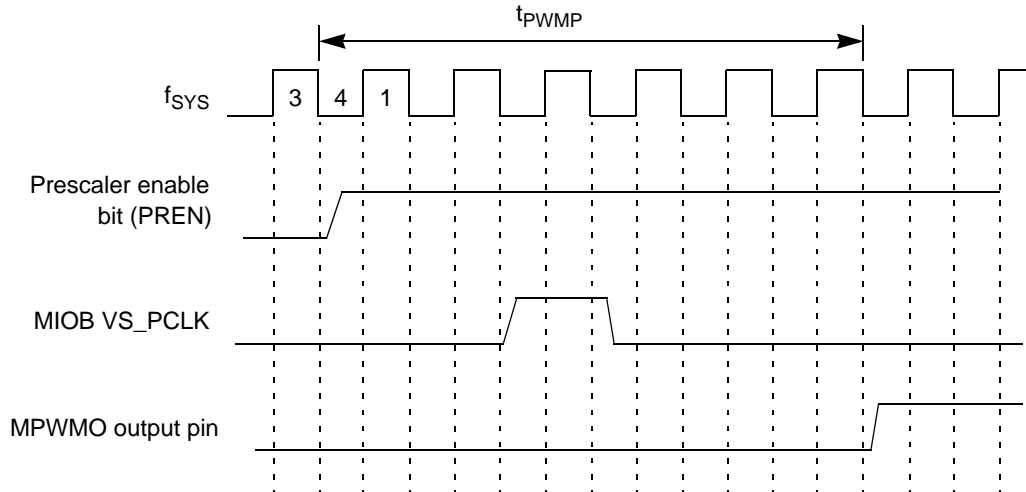 tPWMP
fSYS
3 4 1
Prescaler enable
bit (PREN)
MIOB VS_PCLK
MPWMO output pin